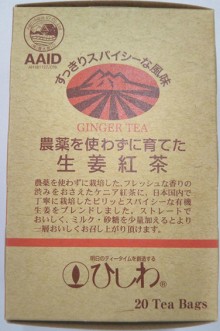 AAID
すっきりスパイシーな風味
GINGER TEA
農薬を使わずに育てた
生姜紅茶
農薬を使わずに栽培した、フレッシュな香りの
渋みをおさえたケニア紅茶に、日本国内で
丁寧に栽培したピリッとスパイシーな有機
生姜をブレンドしました。ストレートで
おいしく、ミルク・砂糖を少量加えるとより
一層おいしくお召し上がり頂けます。
明日のティータイムを創造する
ひしわ®
20 Tea Bags